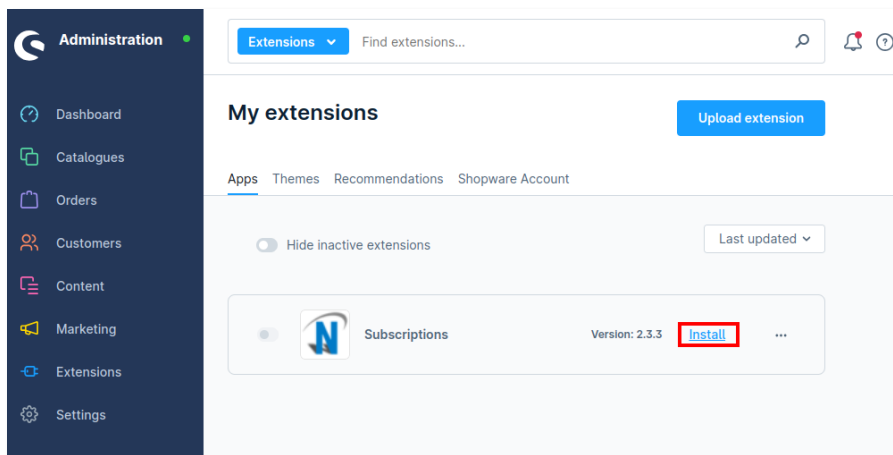 Administration
Extensions
Find extensions...
Dashboard
Catalogues
Orders
Customers
Content
Marketing
Extensions
Settings
My extensions
Upload extension
Apps Themes Recommendations Shopware Account
Hide inactive extensions
Last updated
N
Subscriptions
Version: 2.3.3
Install